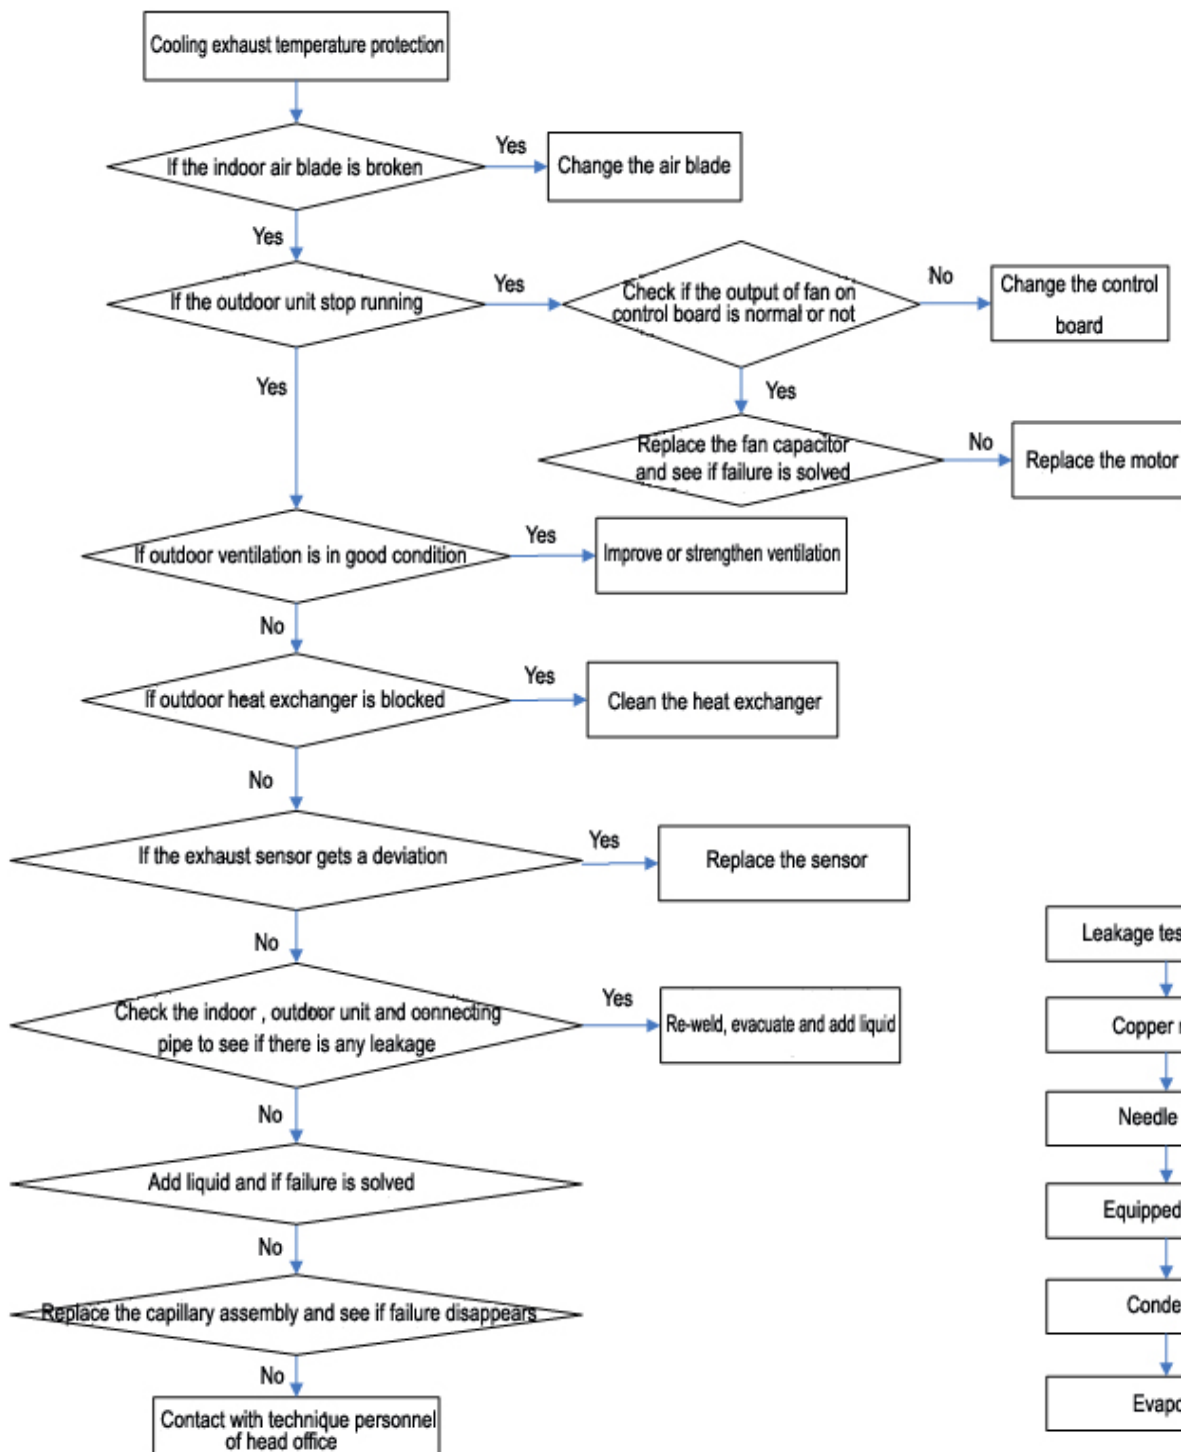 Cooling exhaust temperature protection
If the indoor air blade is broken
Yes
Change the air blade
Yes
If the outdoor unit stop running
Yes
Check if the output of fan on
control board is normal or not
No
Change the control
board
Yes
Yes
Replace the fan capacitor
and see if failure is solved
No
Replace the motor
If outdoor ventilation is in good condition
Yes
Improve or strengthen ventilation
No
If outdoor heat exchanger is blocked
Yes
Clean the heat exchanger
No
If the exhaust sensor gets a deviation
Yes
Replace the sensor
No
Check the indoor , outdoor unit and connecting
pipe to see if there is any leakage
Yes
Re-weld, evacuate and add liquid
No
Add liquid and if failure is solved
No
Replace the capillary assembly and see if failure disappears
No
Contact with technique personnel
of head office
Leakage tes
Copper
Needle
Equipped
Conde
Evapo